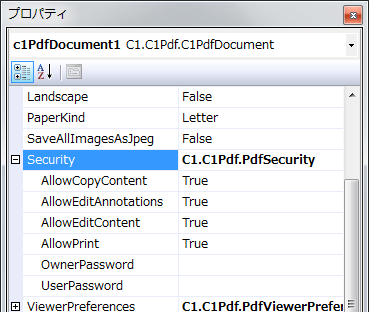 プロパティ
c1PdfDocument1 C1.C1Pdf.C1PdfDocument
Landscape False
PaperKind Letter
SaveAllImagesAsJpeg False
Security C1.C1Pdf.PdfSecurity
AllowCopyContent True
AllowEditAnnotations True
AllowEditContent True
AllowPrint True
OwnerPassword
UserPassword
ViewerPreferences C1.C1Pdf.PdfViewerPrefe